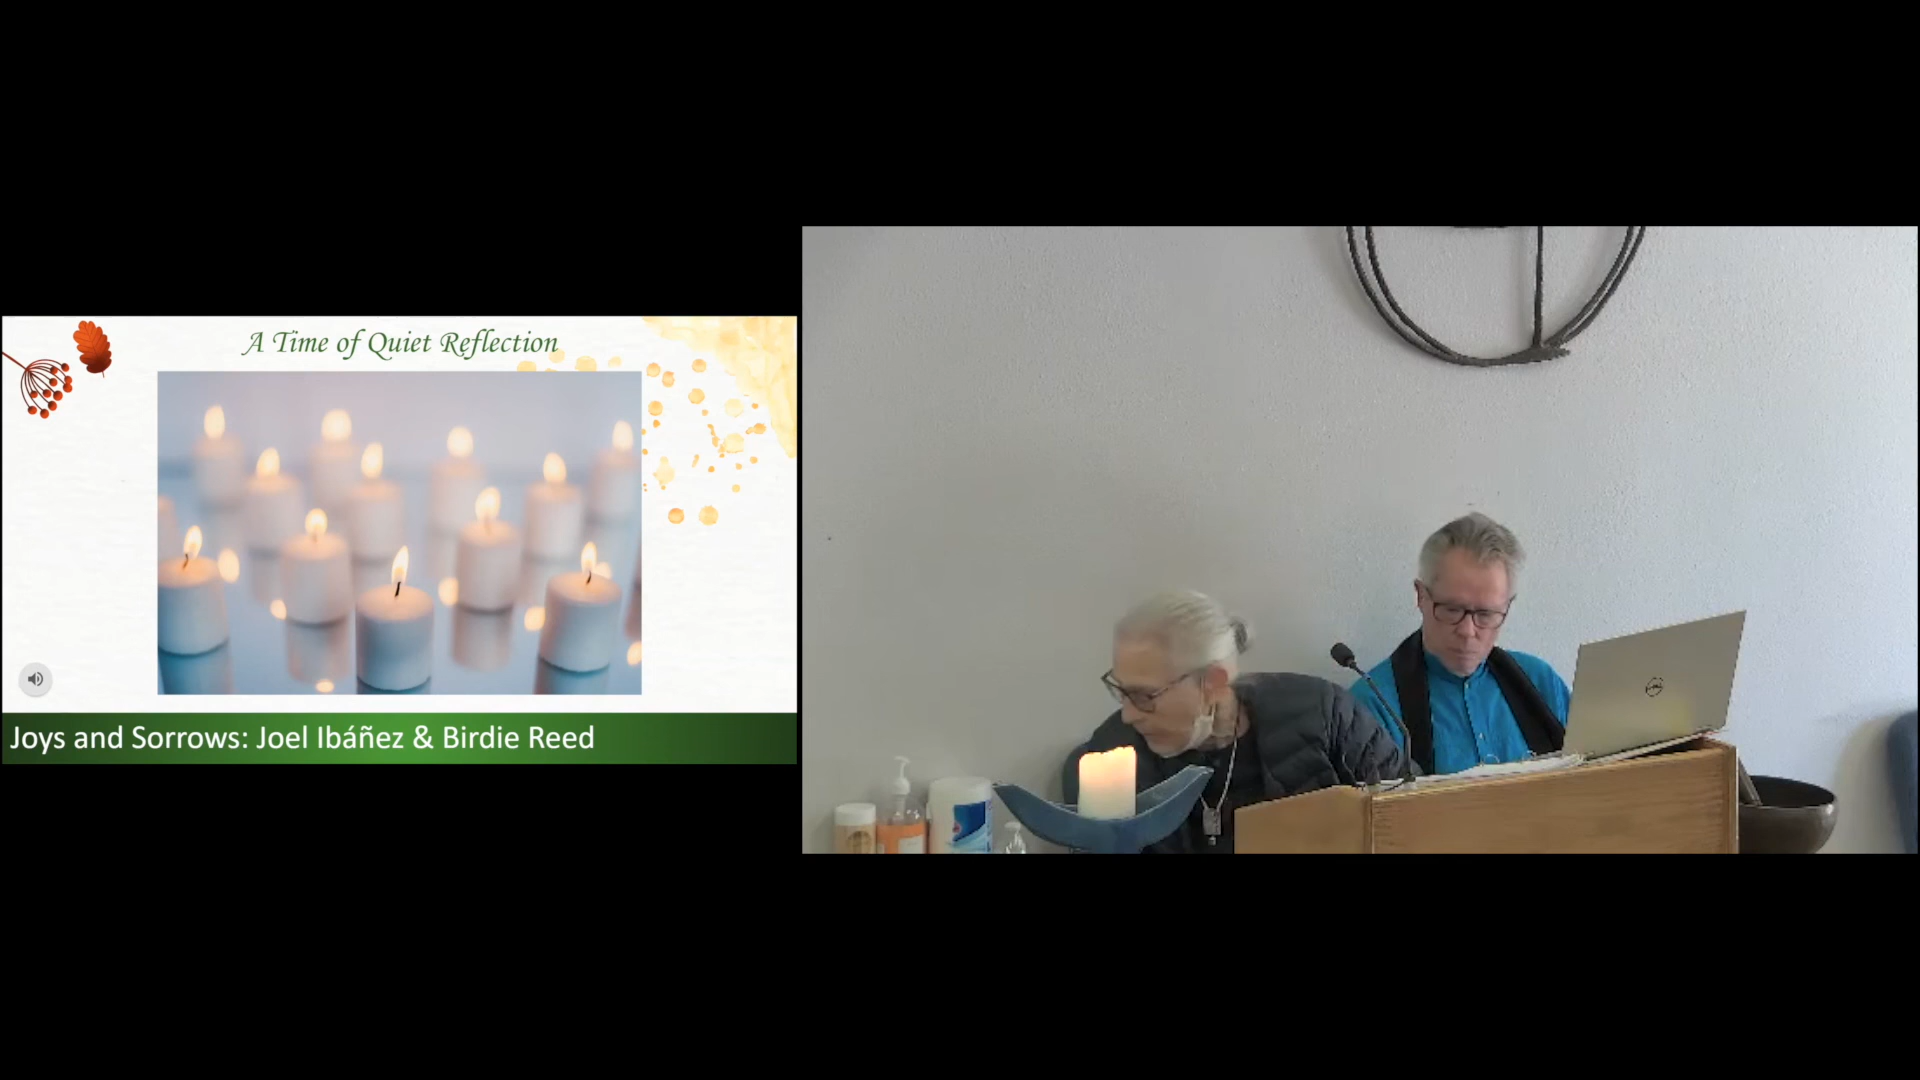 A Time of Quiet Reflection
Joys and Sorrows: Joel Ibáñez & Birdie Reed